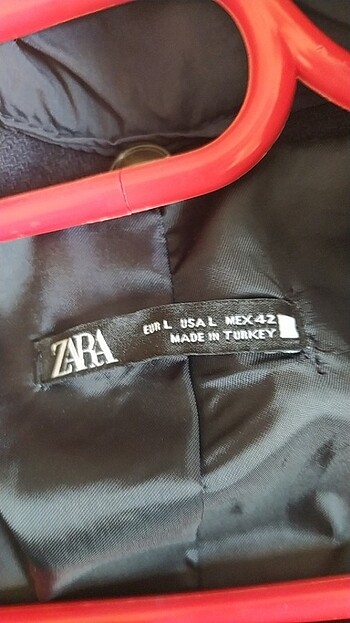 ZARA
EUR L USA L MEX 42
MADE IN TURKEY